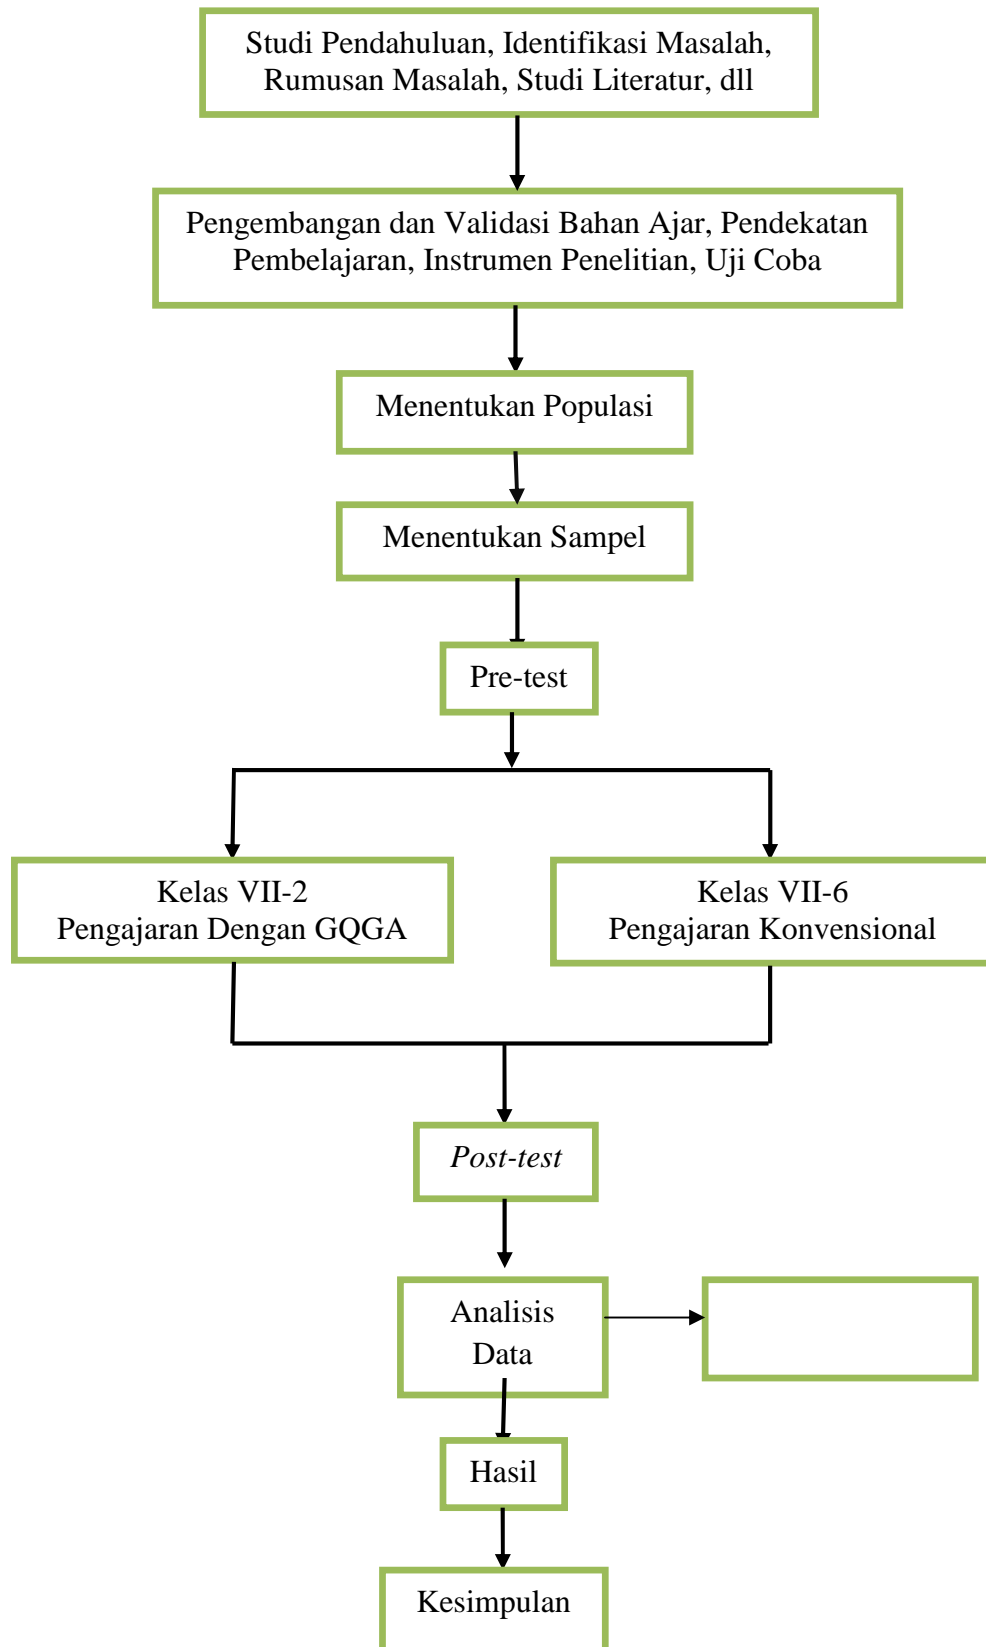 Studi Pendahuluan, Identifikasi Masalah,
Rumusan Masalah, Studi Literatur, dll
Pengembangan dan Validasi Bahan Ajar, Pendekatan
Pembelajaran, Instrumen Penelitian, Uji Coba
Menentukan Populasi
Menentukan Sampel
Pre-test
Kelas VII-2
Pengajaran Dengan GQGA
Kelas VII-6
Pengajaran Konvensional
Post-test
Analisis
Data
Hasil
Kesimpulan